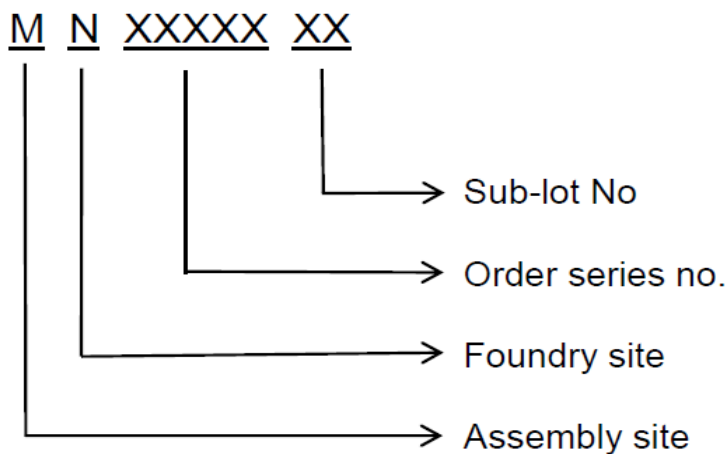 M N XXXXX XX
Sub-lot No
Order series no.
Foundry site
Assembly site